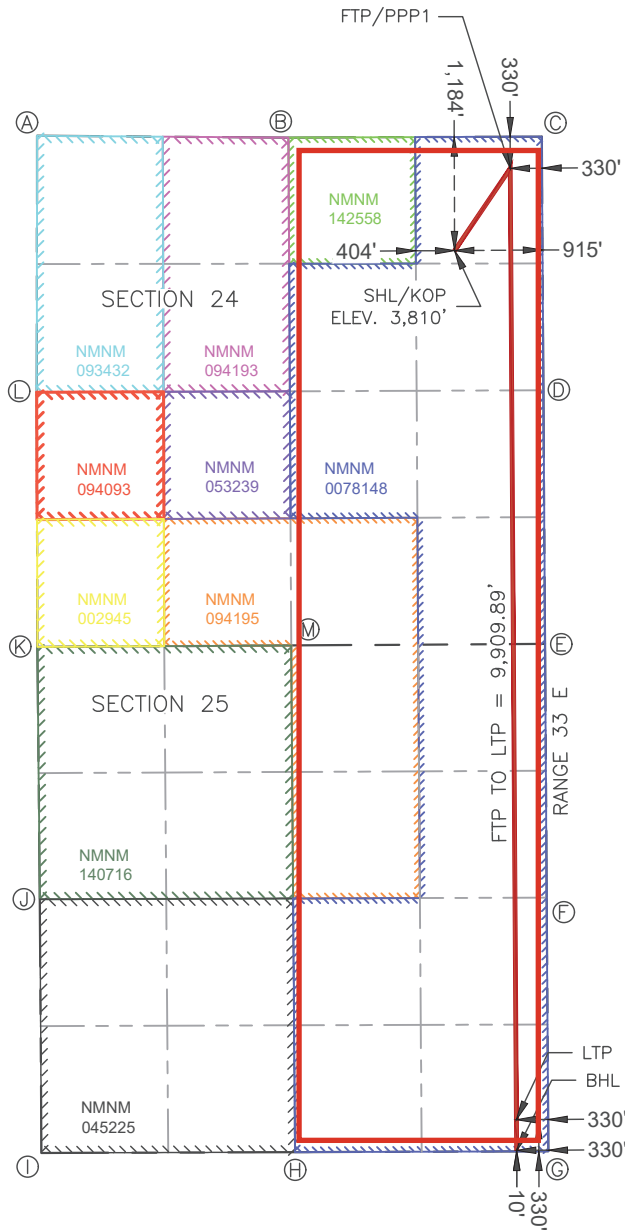 FTP/PPP1
1,184'
330'
A
B
C
330'
NMNM
142558
404'
915'
SHL/KOP
ELEV. 3,810'
SECTION 24
NMNM
093432
NMNM
094193
L
D
NMNM
094093
NMNM
053239
NMNM
0078148
NMNM
002945
NMNM
094195
M
K
E
SECTION 25
FTP TO LTP = 9,909.89'
RANGE 33 E
NMNM
140716
J
F
LTP
BHL
NMNM
045225
330'
330'
I
H
G
10'
330'